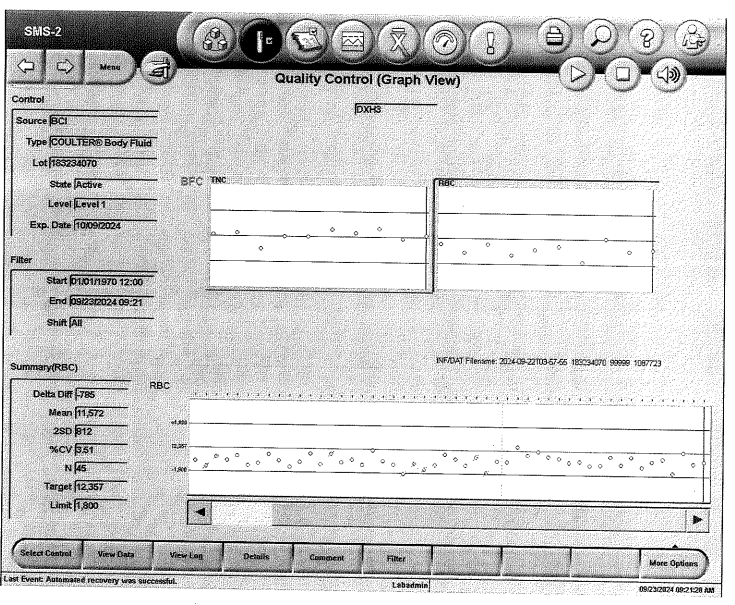 SMS-2
Menu
Quality Control (Graph View)
Control
DXH3
Source BCI
Type COULTER® Body Fluid
Lot 183234070
State Active
Level Level 1
Exp. Date 10/09/2024
BFC
TNC
RBC
Filter
Start 01/01/1970 12:00
End 09/23/2024 09:21
Shift All
INF/DAT Filename: 2024-09-22T03-57-55 183234070 99999 1087723
Summary(RBC)
RBC
Delta Diff -785
Mean 11,572
2SD 812
%CV 3.51
N 45
Target 12,357
Limit 1,800
+1,800
12,357
-1,800
Select Control
View Data
View Log
Details
Comment
Filter
More Options
Last Event: Automated recovery was successful.
Labadmin
09/23/2024 09:21:28 AM